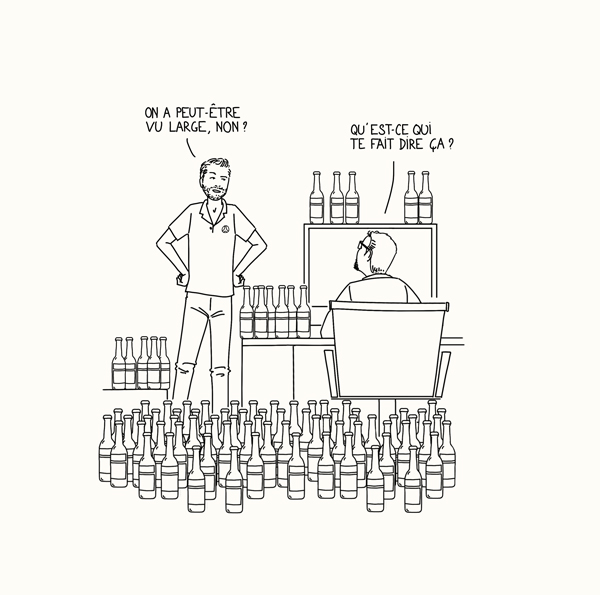 ON A PEUT-ÊTRE
VU LARGE, NON ?
QU'EST-CE QUI
TE FAIT DIRE ÇA ?